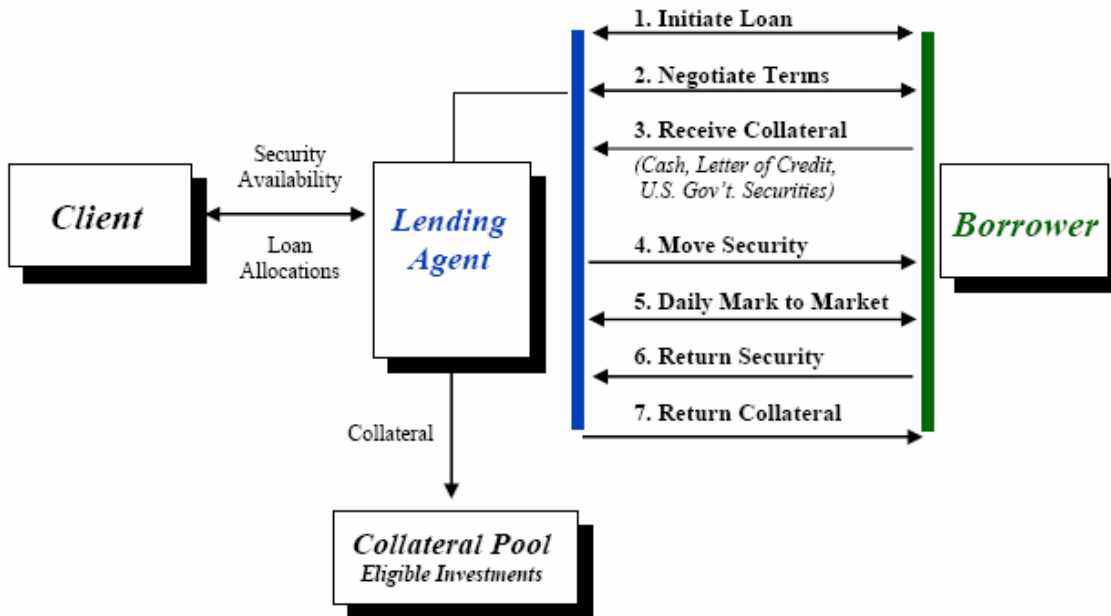 1. Initiate Loan
2. Negotiate Terms
3. Receive Collateral
(Cash, Letter of Credit,
U.S. Gov't. Securities)
Security
Availability
Client
Loan
Allocations
Lending
Agent
Borrower
4. Move Security
5. Daily Mark to Market
6. Return Security
7. Return Collateral
Collateral
Collateral Pool
Eligible Investments